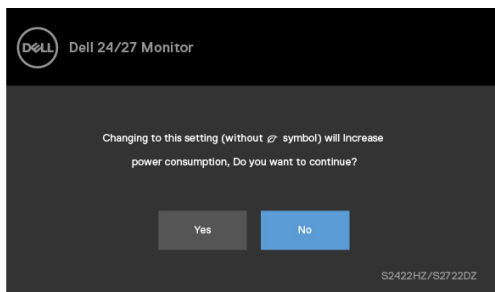 DELL Dell 24/27 Monitor
Changing to this setting (without symbol) will Increase
power consumption, Do you want to continue?
Yes No
S2422HZ/S2722DZ